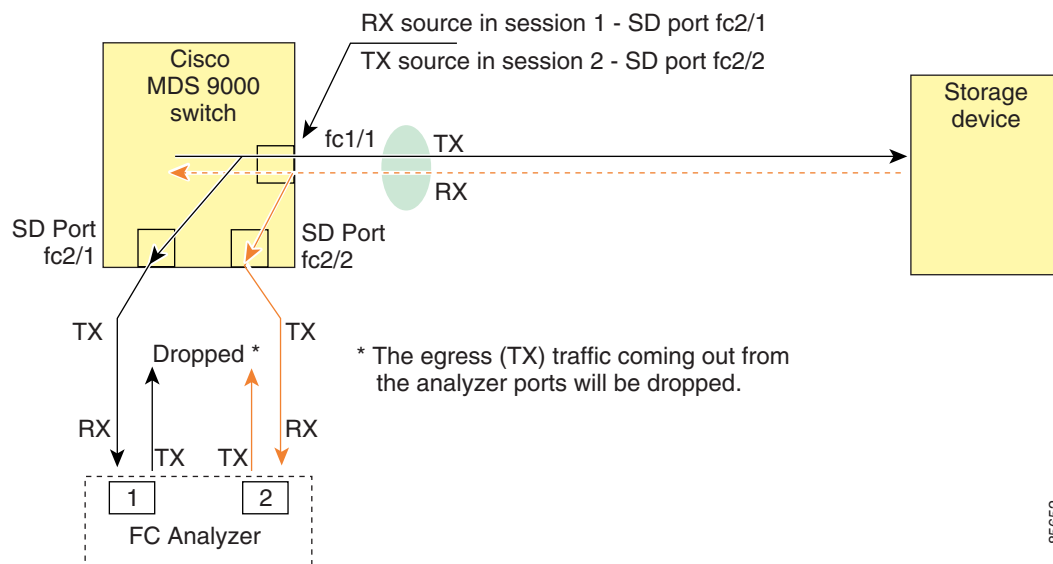 RX source in session 1 - SD port fc2/1
TX source in session 2 - SD port fc2/2
Cisco
MDS 9000
switch
Storage
device
fc1/1
TX
RX
SD Port
fc2/1
SD Port
fc2/2
TX
TX
Dropped *
* The egress (TX) traffic coming out from
the analyzer ports will be dropped.
RX
TX
TX
RX
1
2
FC Analyzer